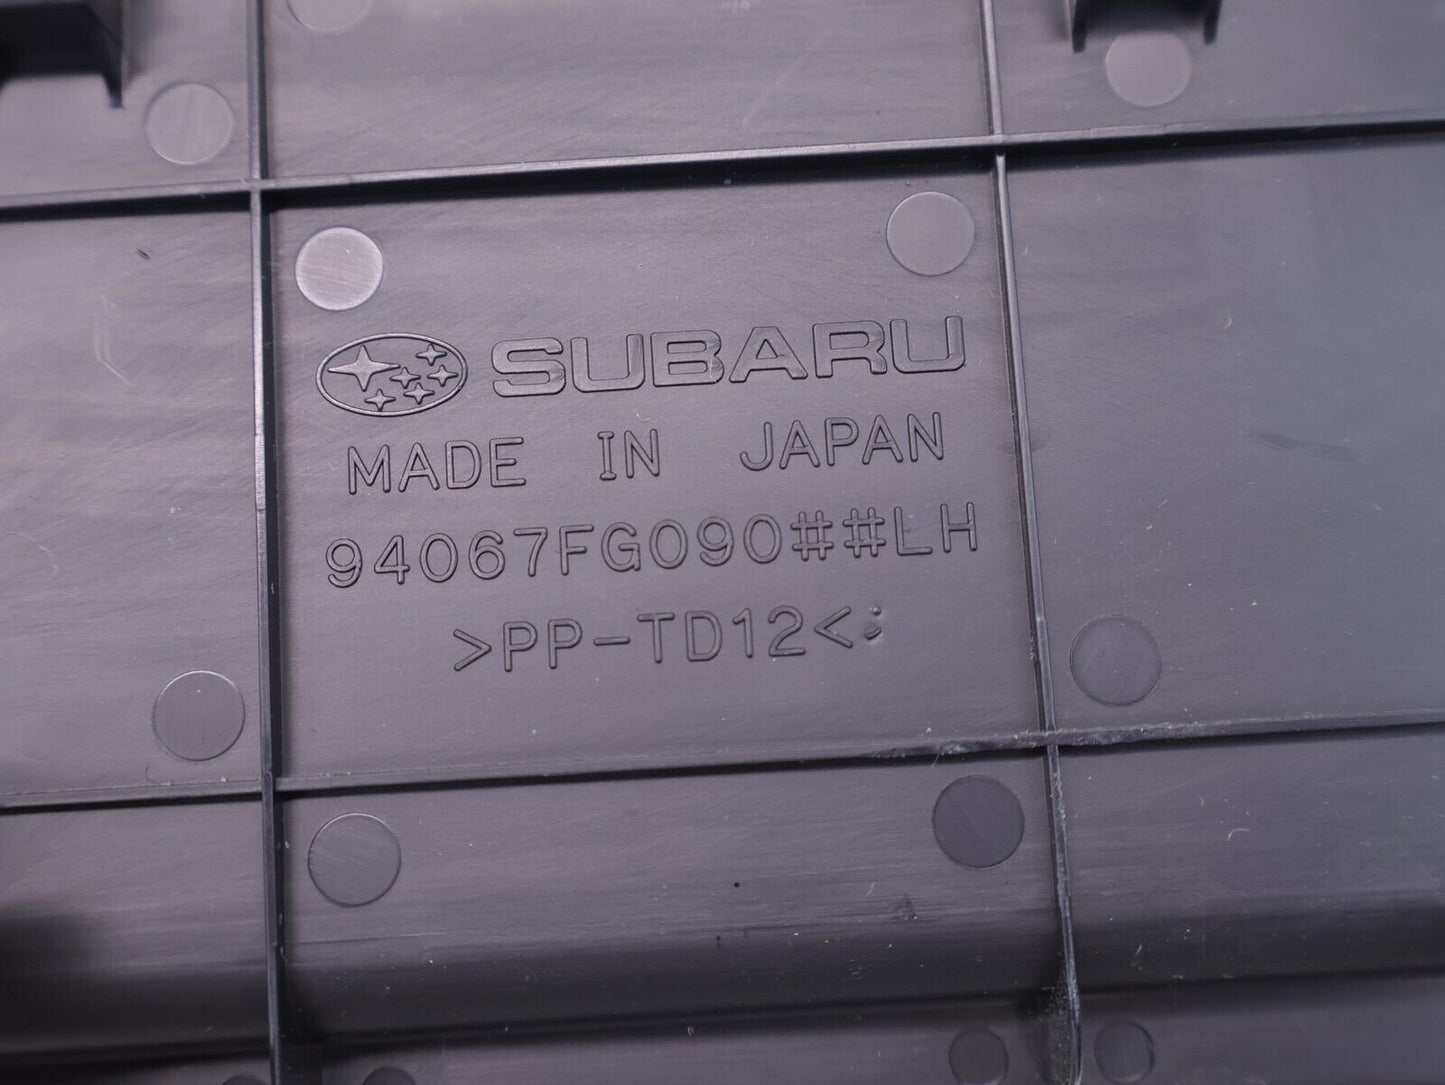 SUBARU
MADE IN JAPAN
94067FG090##LH
>PP-TD12<